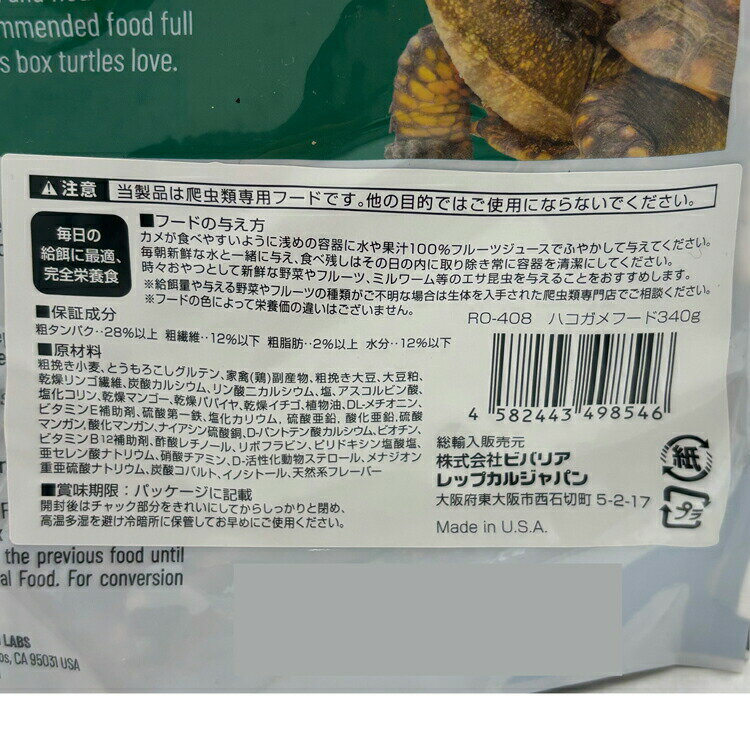 mmended food full
s box turtles love.
⚠注意 当製品は爬虫類専用フードです。他の目的ではご使用にならないでください。
毎日の
給餌に最適、
完全栄養食
■フードの与え方
カメが食べやすいように浅めの容器に水や果汁100%フルーツジュースでふやかして与えてください。
毎朝新鮮な水と一緒に与え、食べ残しはその日の内に取り除き常に容器を清潔にしてください。
時々おやつとして新鮮な野菜やフルーツ、ミルワーム等のエサ昆虫を与えることをおすすめします。
※給餌量や与える野菜やフルーツの種類がご不明な場合は生体を入手された爬虫類専門店でご相談ください。
※フードの色によって栄養価の違いはございません。
■保証成分
粗タンパク‥28%以上 粗繊維‥12%以下 粗脂肪‥2%以上 水分‥12%以下
■原材料
粗挽き小麦、とうもろこしグルテン、家禽(鶏)副産物、粗挽き大豆、大豆粕、
乾燥リンゴ繊維、炭酸カルシウム、リン酸二カルシウム、塩、アスコルビン酸、
塩化コリン、乾燥マンゴー、乾燥パパイヤ、乾燥イチゴ、植物油、DL-メチオニン、
ビタミンE補助剤、硫酸第一鉄、塩化カリウム、硫酸亜鉛、酸化亜鉛、硫酸
マンガン、酸化マンガン、ナイアシン硫酸銅、D-パントテン酸カルシウム、ビオチン、
ビタミンB12補助剤、酢酸レチノール、リボフラビン、ピリドキシン塩酸塩、
亜セレン酸ナトリウム、硝酸チアミン、D-活性化動物ステロール、メナジオン
重亜硫酸ナトリウム、炭酸コバルト、イノシトール、天然系フレーバー
■賞味期限：パッケージに記載
開封後はチャック部分をきれいにしてからしっかりと閉め、
高温多湿を避け冷暗所に保管してお早めにご使用ください。
RO-408 ハコガメフード340g
4 582443 498546
総輸入販売元
株式会社ビバリア
レップカルジャパン
大阪府東大阪市西石切町5-2-17
Made in U.S.A.
紙
プラ
the previous food until
al Food. For conversion
LABS
os, CA 95031 USA